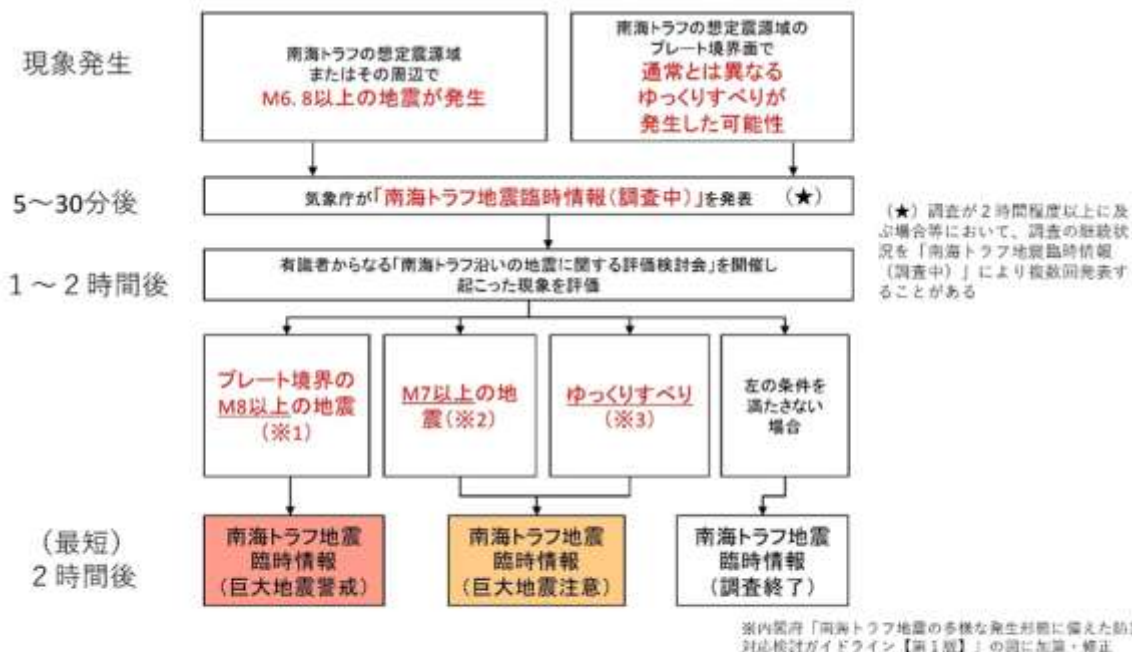 現象発生
南海トラフの想定震源域
またはその周辺で
M6.8以上の地震が発生
南海トラフの想定震源域の
プレート境界面で
通常とは異なる
ゆっくりすべりが
発生した可能性
5～30分後
気象庁が「南海トラフ地震臨時情報(調査中)」を発表　(★)
(★)調査が2時間程度以上に及
ぶ場合等において、調査の継続状
況を「南海トラフ地震臨時情報
(調査中)」により複数回発表す
ることがある
1～2時間後
有識者からなる「南海トラフ沿いの地震に関する評価検討会」を開催し
起こった現象を評価
プレート境界の
M8以上の地震
(※1)
M7以上の地
震(※2)
ゆっくりすべり
(※3)
左の条件を
満たさない
場合
(最短)
2時間後
南海トラフ地震
臨時情報
(巨大地震警戒)
南海トラフ地震
臨時情報
(巨大地震注意)
南海トラフ地震
臨時情報
(調査終了)
※内閣府「南海トラフ地震の多様な発生形態に備えた防災
対応検討ガイドライン【第1版】」の図に加筆・修正